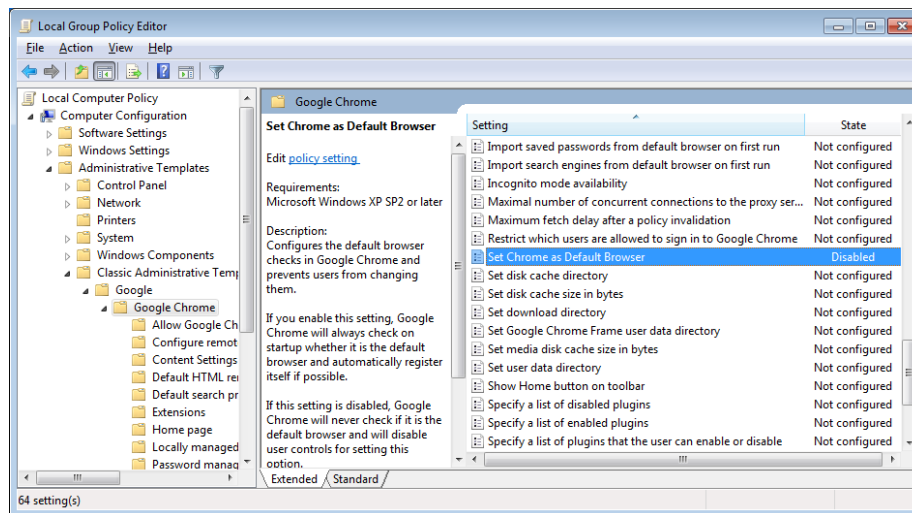 Local Group Policy Editor
File Action View Help
Local Computer Policy
Computer Configuration
Software Settings
Windows Settings
Administrative Templates
Control Panel
Network
Printers
System
Windows Components
Classic Administrative Temp
Google
Google Chrome
Allow Google Ch
Configure remot
Content Settings
Default HTML re
Default search pr
Extensions
Home page
Locally managed
Password manag
Google Chrome
Set Chrome as Default Browser
Edit policy setting
Requirements:
Microsoft Windows XP SP2 or later
Description:
Configures the default browser
checks in Google Chrome and
prevents users from changing
them.
If you enable this setting, Google
Chrome will always check on
startup whether it is the default
browser and automatically register
itself if possible.
If this setting is disabled, Google
Chrome will never check if it is the
default browser and will disable
user controls for setting this
option.
Setting State
Import saved passwords from default browser on first run Not configured
Import search engines from default browser on first run Not configured
Incognito mode availability Not configured
Maximal number of concurrent connections to the proxy ser... Not configured
Maximum fetch delay after a policy invalidation Not configured
Restrict which users are allowed to sign in to Google Chrome Not configured
Set Chrome as Default Browser Disabled
Set disk cache directory Not configured
Set disk cache size in bytes Not configured
Set download directory Not configured
Set Google Chrome Frame user data directory Not configured
Set media disk cache size in bytes Not configured
Set user data directory Not configured
Show Home button on toolbar Not configured
Specify a list of disabled plugins Not configured
Specify a list of enabled plugins Not configured
Specify a list of plugins that the user can enable or disable Not configured
Extended Standard
64 setting(s)